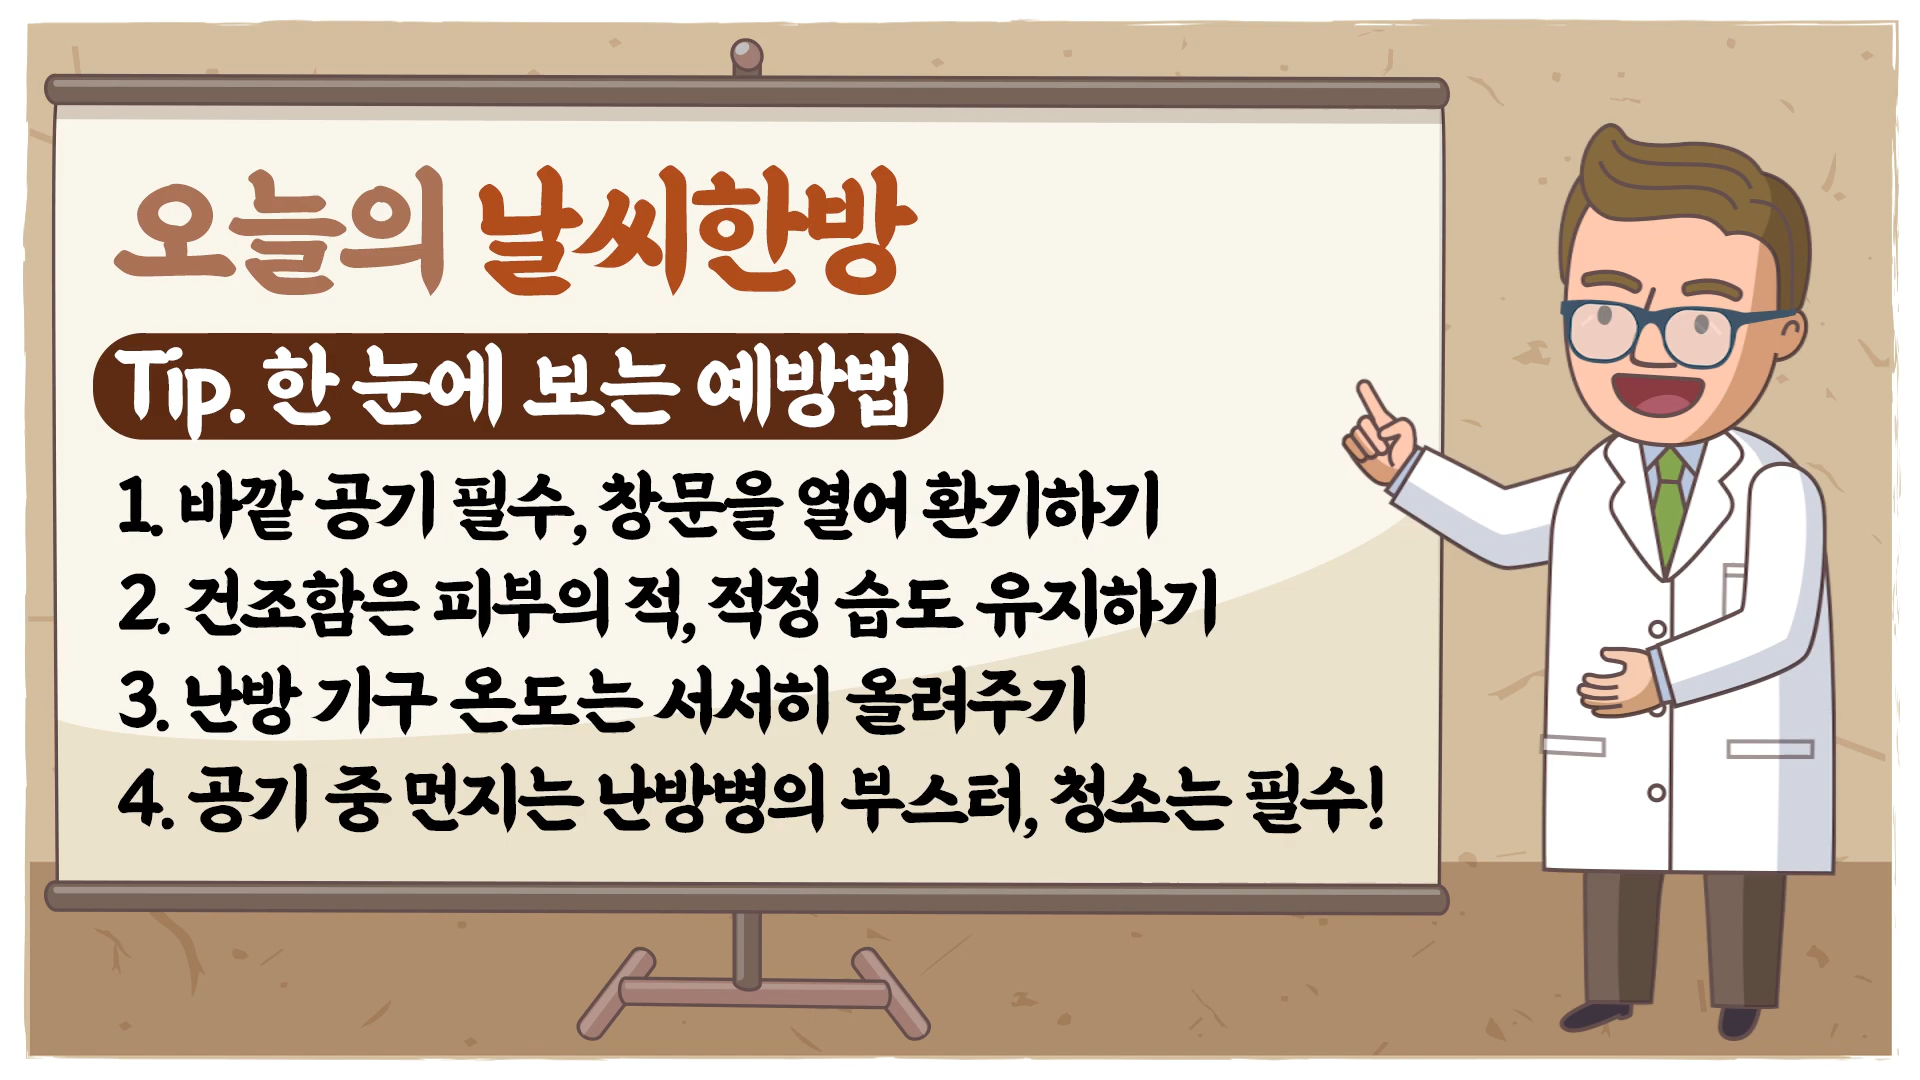 오늘의 날씨한방
Tip. 한 눈에 보는 예방법
1. 바깥 공기 필수, 창문을 열어 환기하기
2. 건조함은 피부의 적, 적정 습도 유지하기
3. 난방 기구 온도는 서서히 올려주기
4. 공기 중 먼지는 난방병의 부스터, 청소는 필수!